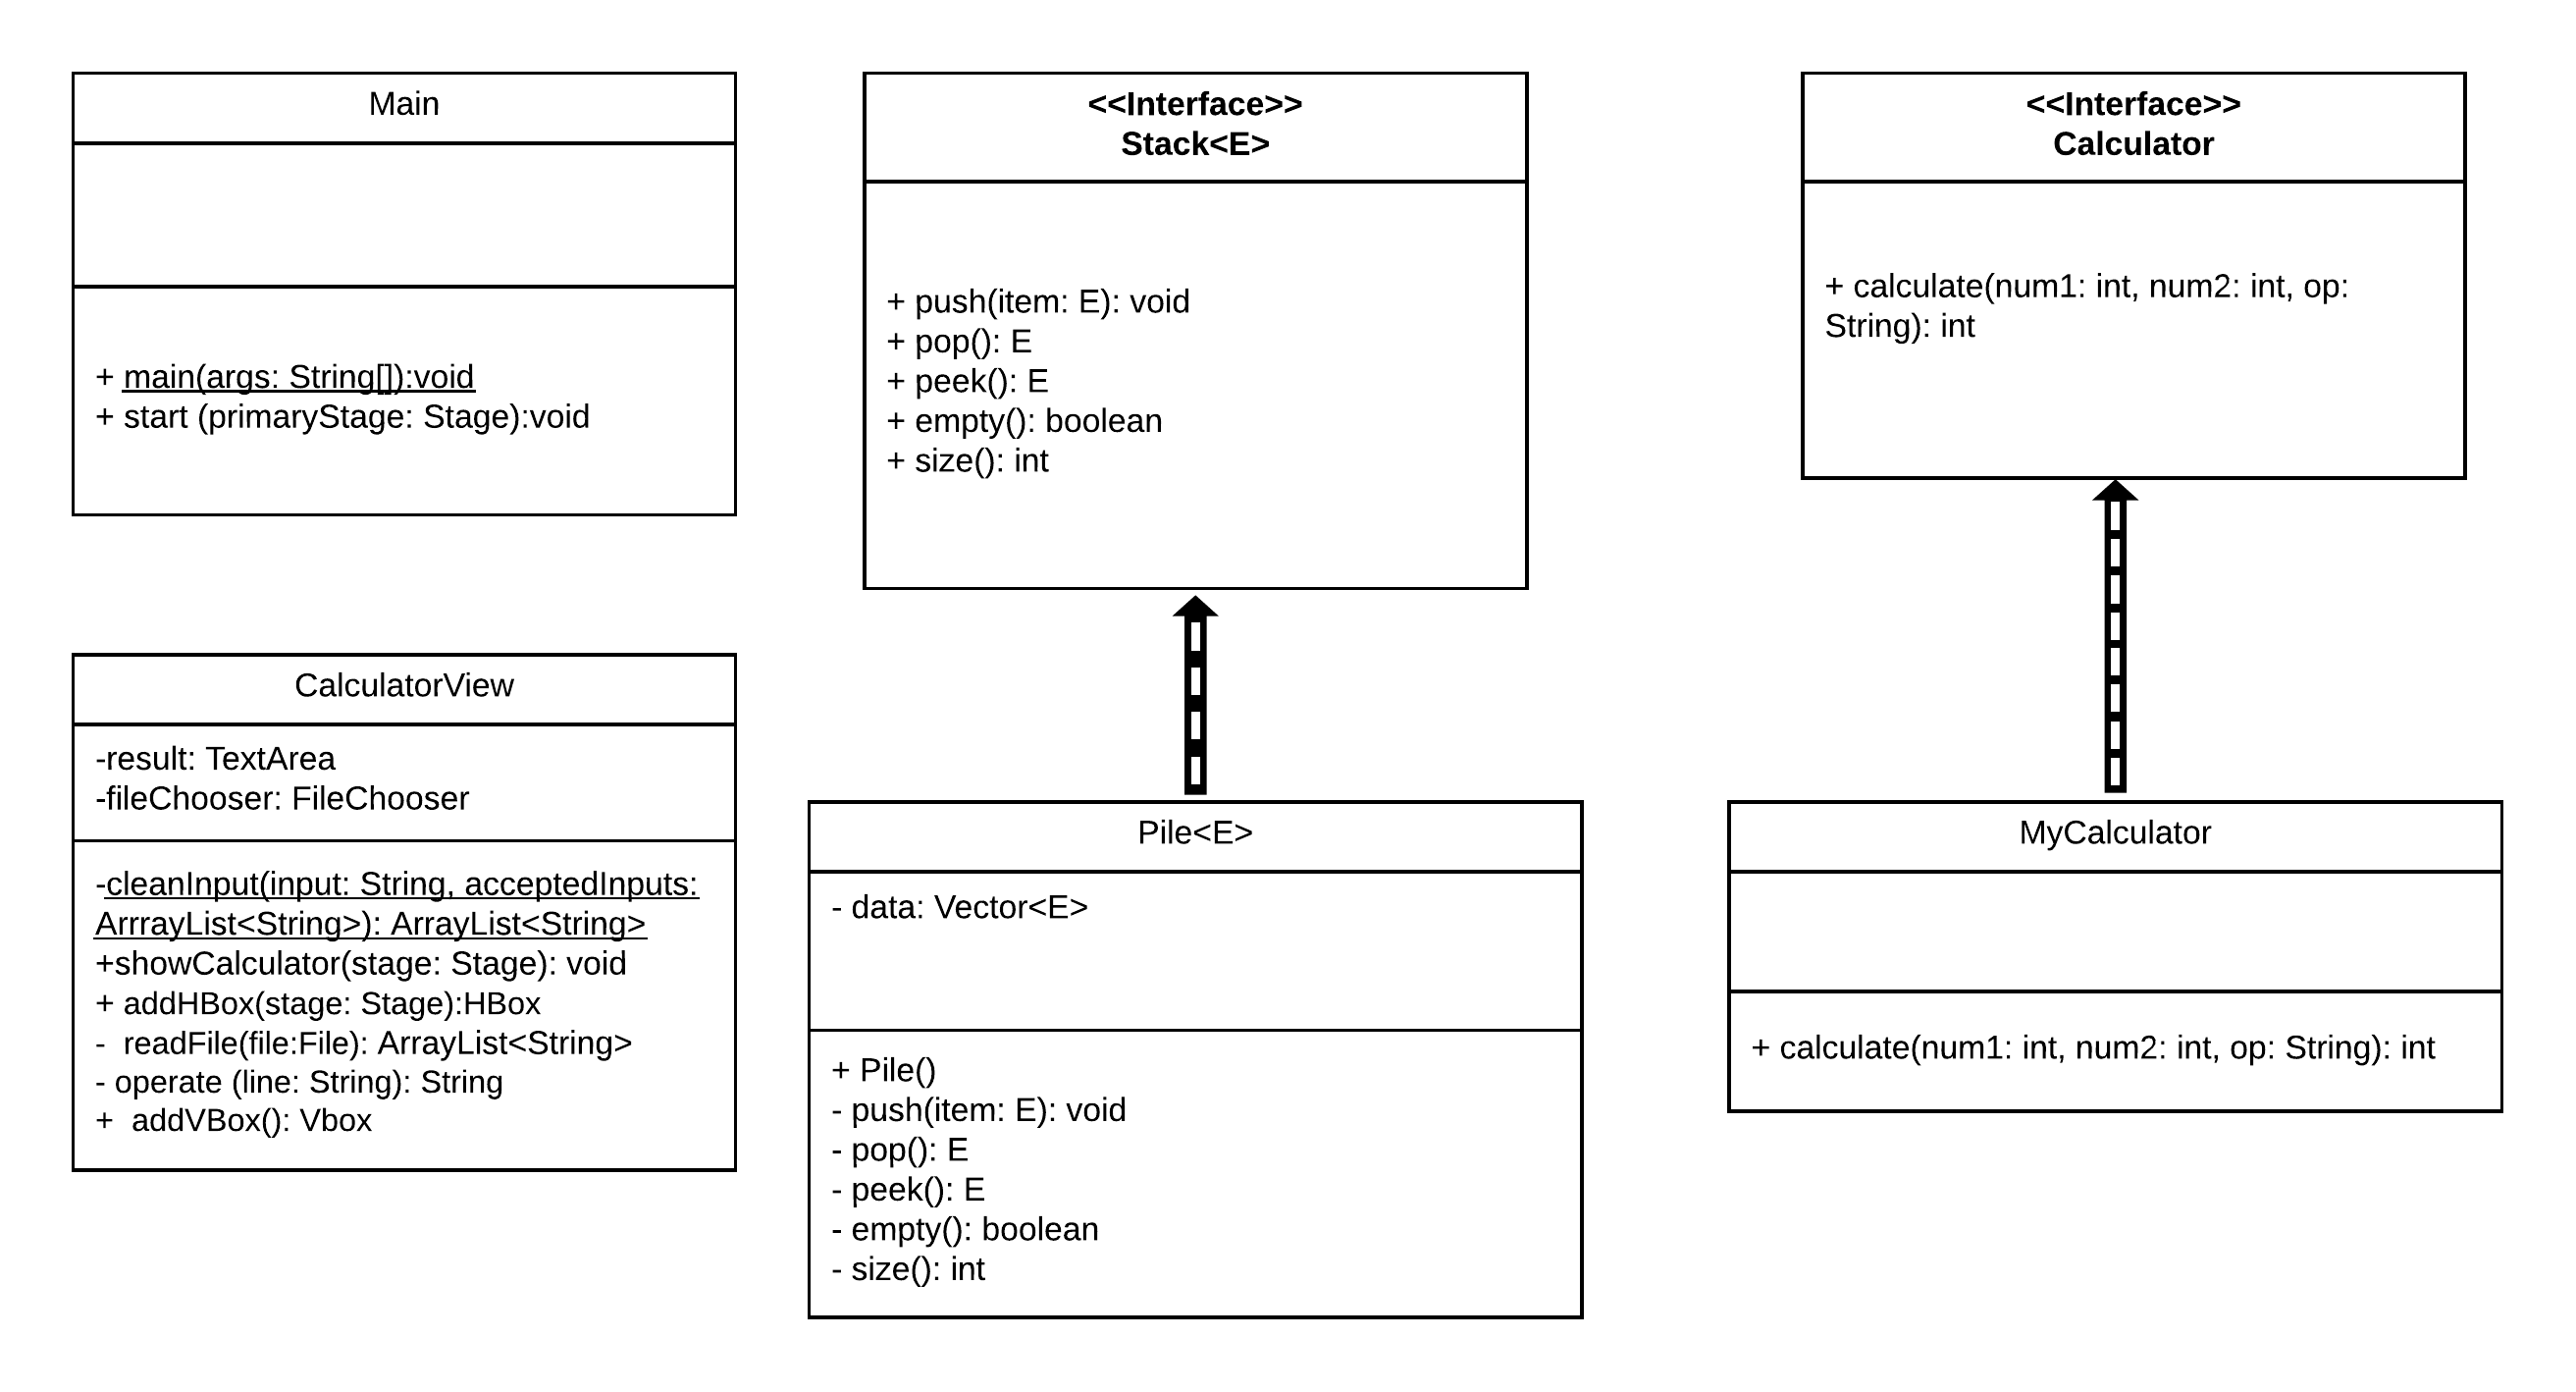 Main
+ main(args: String[]):void
+ start (primaryStage: Stage):void
<<Interface>>
Stack<E>
+ push(item: E): void
+ pop(): E
+ peek(): E
+ empty(): boolean
+ size(): int
<<Interface>>
Calculator
+ calculate(num1: int, num2: int, op:
String): int
CalculatorView
-result: TextArea
-fileChooser: FileChooser
-cleanInput(input: String, acceptedInputs:
ArrrayList<String>): ArrayList<String>
+showCalculator(stage: Stage): void
+ addHBox(stage: Stage):HBox
-  readFile(file:File): ArrayList<String>
- operate (line: String): String
+  addVBox(): Vbox
Pile<E>
- data: Vector<E>
+ Pile()
- push(item: E): void
- pop(): E
- peek(): E
- empty(): boolean
- size(): int
MyCalculator
+ calculate(num1: int, num2: int, op: String): int